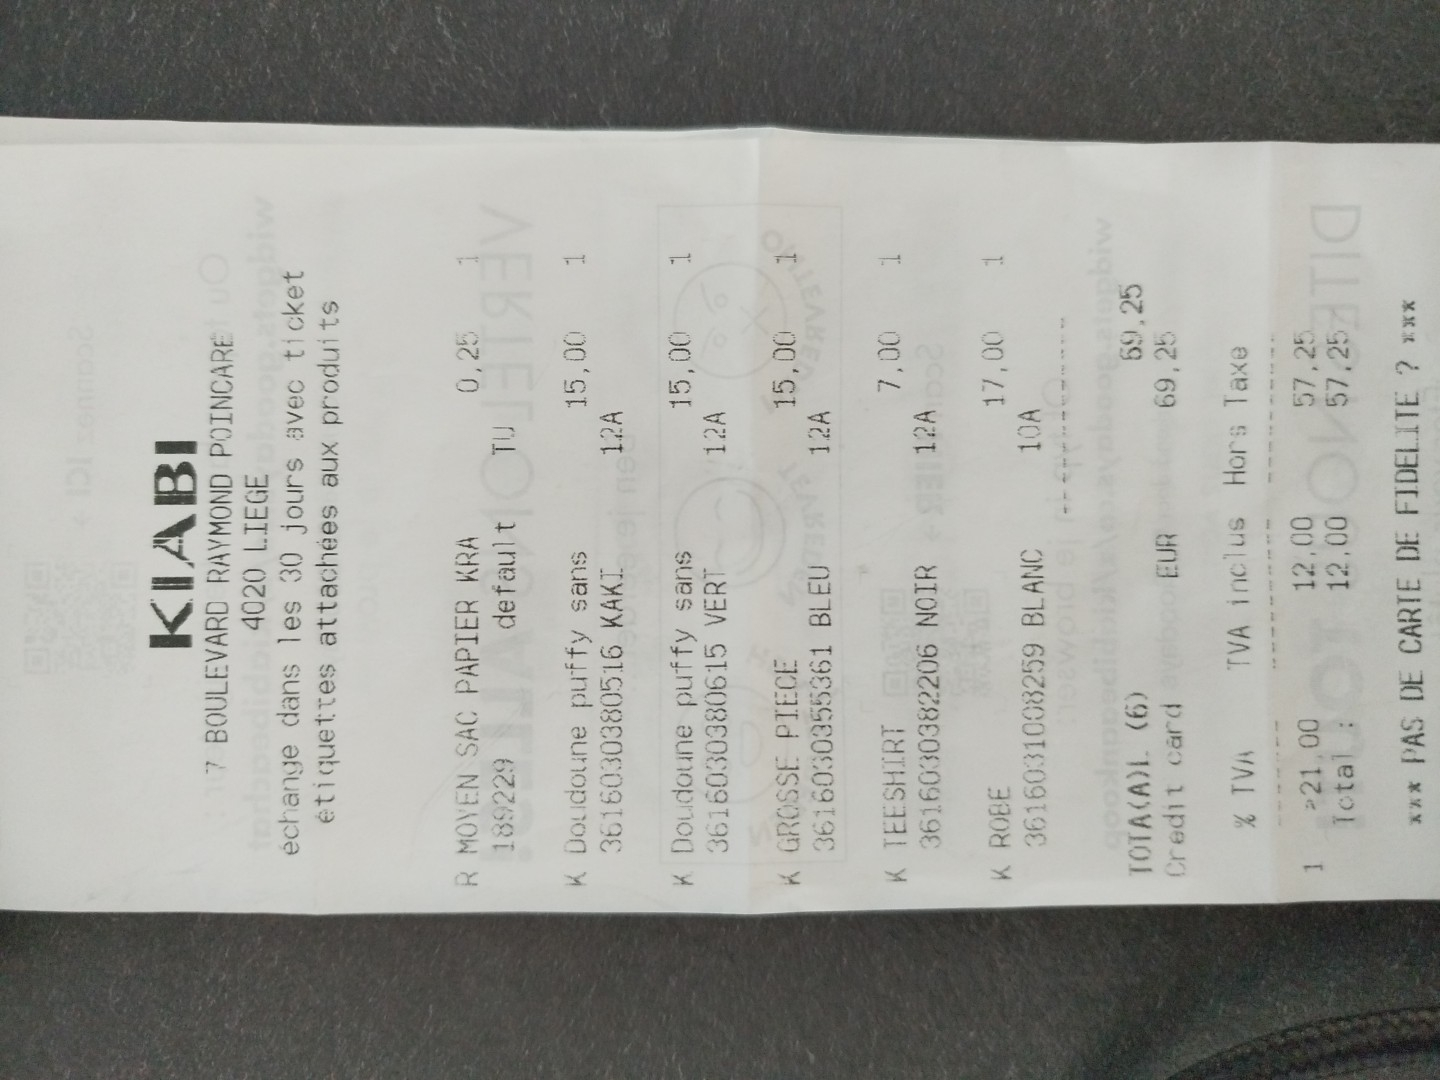 KIABI
7 BOULEVARD RAYMOND POINCARE
4020 LIEGE
échange dans les 30 jours avec ticket
étiquettes attachées aux produits
R MOYEN SAC PAPIER KRA 0,25 1
189229 default TU
K Doudoune puffy sans 15,00 1
3616030380516 KAKI 12A
K Doudoune puffy sans 15,00 1
3616030380615 VERT 12A
K GROSSE PIECE 15,00 1
3616030355361 BLEU 12A
K TEESHIRT 7,00 1
3616030382206 NOIR 12A
K ROBE 17,00 1
3616031008259 BLANC 10A
TOTA(A)L (6) 69,25
Credit card EUR 69,25
% TVA TVA inclus Hors Taxe
1 21.00 12.00 57,25
Total: 12.00 57,25
*** PAS DE CARTE DE FIDELITE ? ***